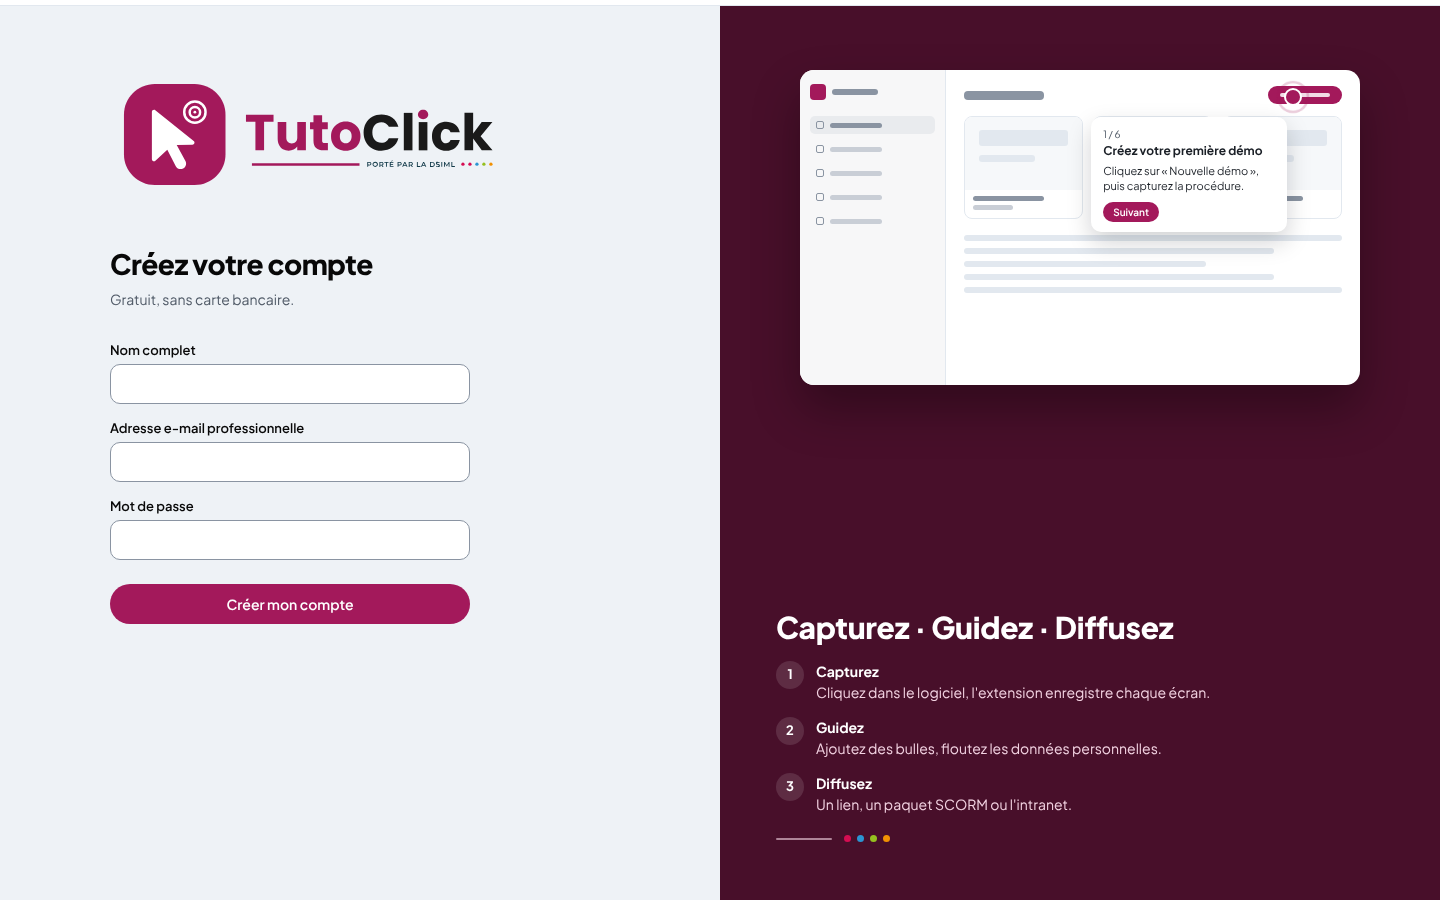 TutoClick
PORTÉ PAR LA DSIML
Créez votre compte
Gratuit, sans carte bancaire.
Nom complet
Adresse e-mail professionnelle
Mot de passe
Créer mon compte
1 / 6
Créez votre première démo
Cliquez sur « Nouvelle démo »,
puis capturez la procédure.
Suivant
Capturez · Guidez · Diffusez
1
Capturez
Cliquez dans le logiciel, l'extension enregistre chaque écran.
2
Guidez
Ajoutez des bulles, floutez les données personnelles.
3
Diffusez
Un lien, un paquet SCORM ou l'intranet.